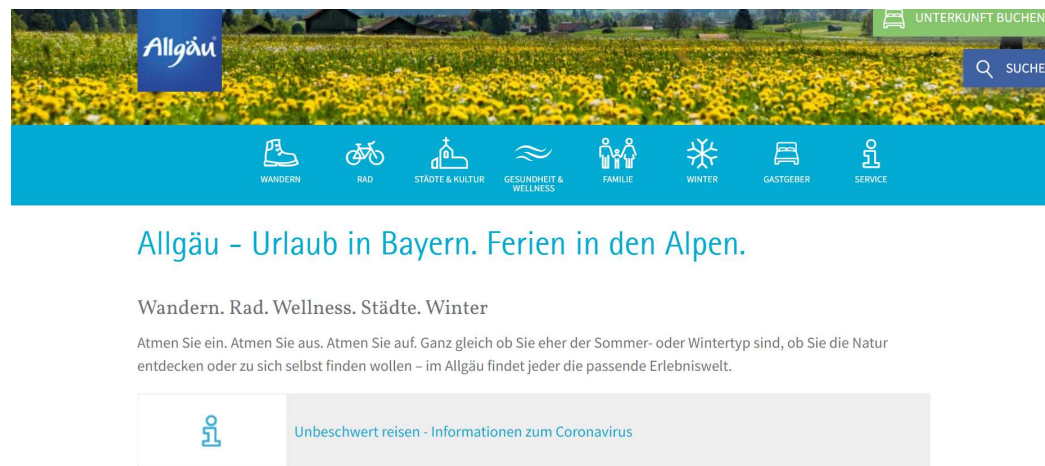 UNTERKUNFT BUCHEN
Allgäu
SUCHE
WANDERN
RAD
STÄDTE & KULTUR
GESUNDHEIT &
WELLNESS
FAMILIE
WINTER
GASTGEBER
SERVICE
Allgäu - Urlaub in Bayern. Ferien in den Alpen.
Wandern. Rad. Wellness. Städte. Winter
Atmen Sie ein. Atmen Sie aus. Atmen Sie auf. Ganz gleich ob Sie eher der Sommer- oder Wintertyp sind, ob Sie die Natur
entdecken oder zu sich selbst finden wollen – im Allgäu findet jeder die passende Erlebniswelt.
Unbeschwert reisen - Informationen zum Coronavirus